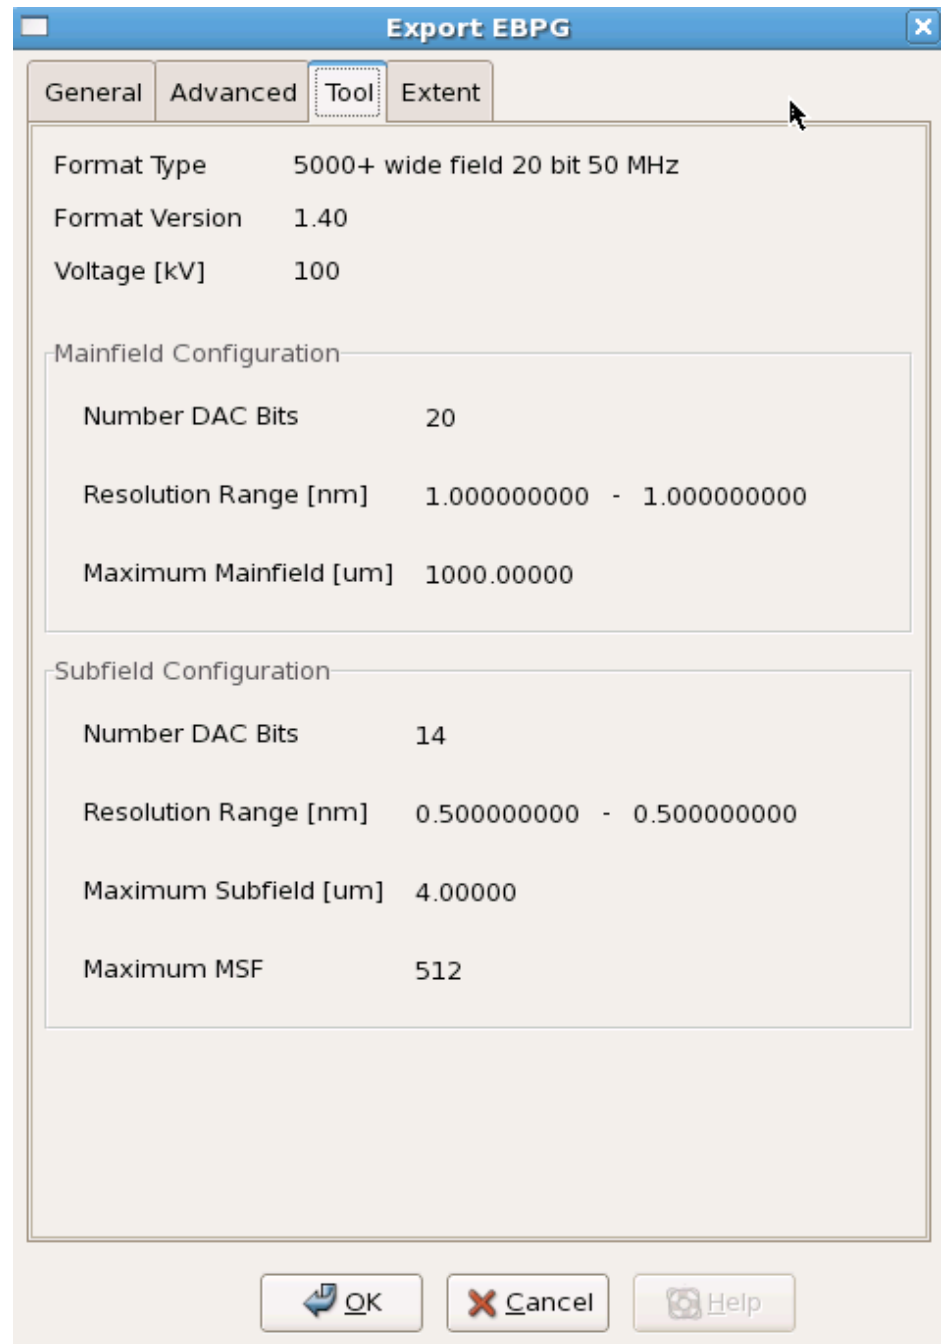 Export EBPG
General Advanced Tool Extent
Format Type 5000+ wide field 20 bit 50 MHz
Format Version 1.40
Voltage [kV] 100
Mainfield Configuration
Number DAC Bits 20
Resolution Range [nm] 1.000000000 - 1.000000000
Maximum Mainfield [um] 1000.00000
Subfield Configuration
Number DAC Bits 14
Resolution Range [nm] 0.500000000 - 0.500000000
Maximum Subfield [um] 4.00000
Maximum MSF 512
OK Cancel Help